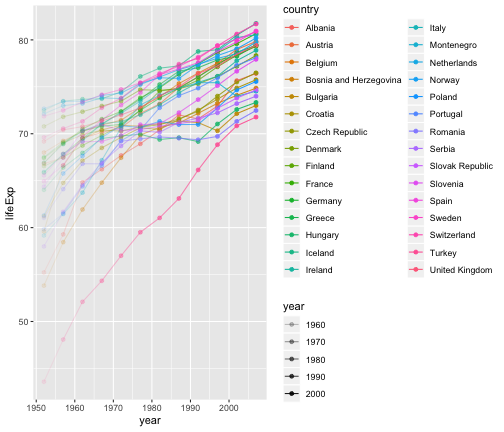 80
70
60
50
lifeExp
1950 1960 1970 1980 1990 2000
year
country
Albania
Austria
Belgium
Bosnia and Herzegovina
Bulgaria
Croatia
Czech Republic
Denmark
Finland
France
Germany
Greece
Hungary
Iceland
Ireland
Italy
Montenegro
Netherlands
Norway
Poland
Portugal
Romania
Serbia
Slovak Republic
Slovenia
Spain
Sweden
Switzerland
Turkey
United Kingdom
year
1960
1970
1980
1990
2000